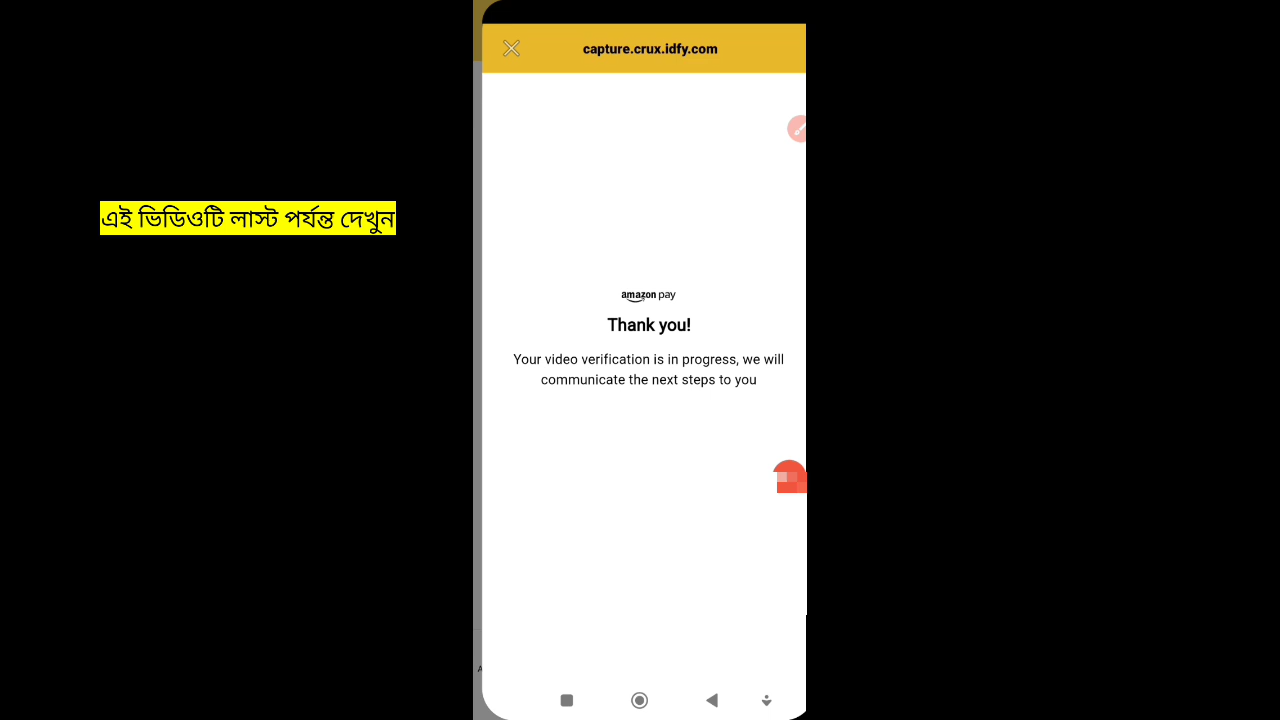 capture.crux.idfy.com
এই ভিডিওটি লাস্ট পর্যন্ত দেখুন
amazon pay
Thank you!
Your video verification is in progress, we will
communicate the next steps to you